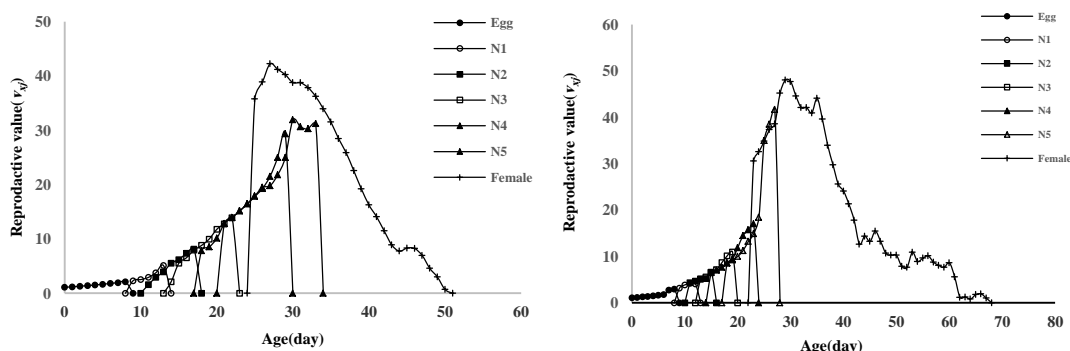 50
40
30
20
10
0
Reprodactive value(vxj)
0 10 20 30 40 50 60
Age(day)
Egg
N1
N2
N3
N4
N5
Female
60
50
40
30
20
10
0
Reprodactive value(vxj)
0 10 20 30 40 50 60 70 80
Age(day)
Egg
N1
N2
N3
N4
N5
Female